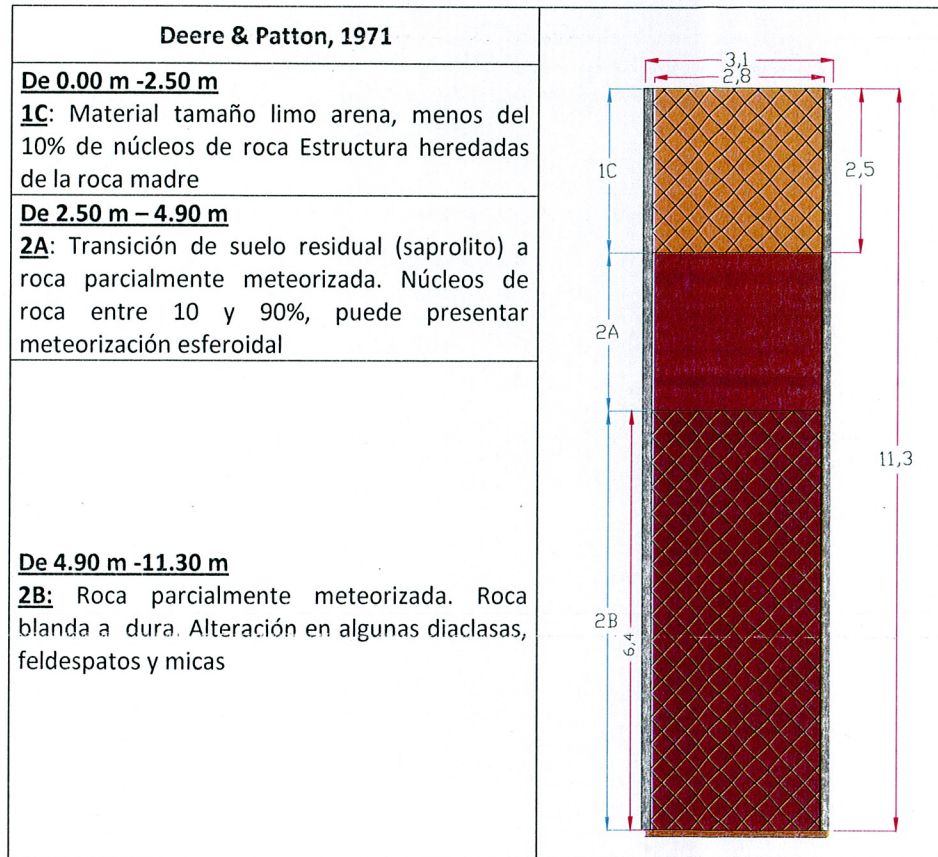 Deere & Patton, 1971
De 0.00 m -2.50 m
1C: Material tamaño limo arena, menos del
10% de núcleos de roca Estructura heredadas
de la roca madre
De 2.50 m – 4.90 m
2A: Transición de suelo residual (saprolito) a
roca parcialmente meteorizada. Núcleos de
roca entre 10 y 90%, puede presentar
meteorización esferoidal
De 4.90 m -11.30 m
2B: Roca parcialmente meteorizada. Roca
blanda a dura. Alteración en algunas diaclasas,
feldespatos y micas
3,1
2,8
1C
2,5
2A
11,3
2B
6,4